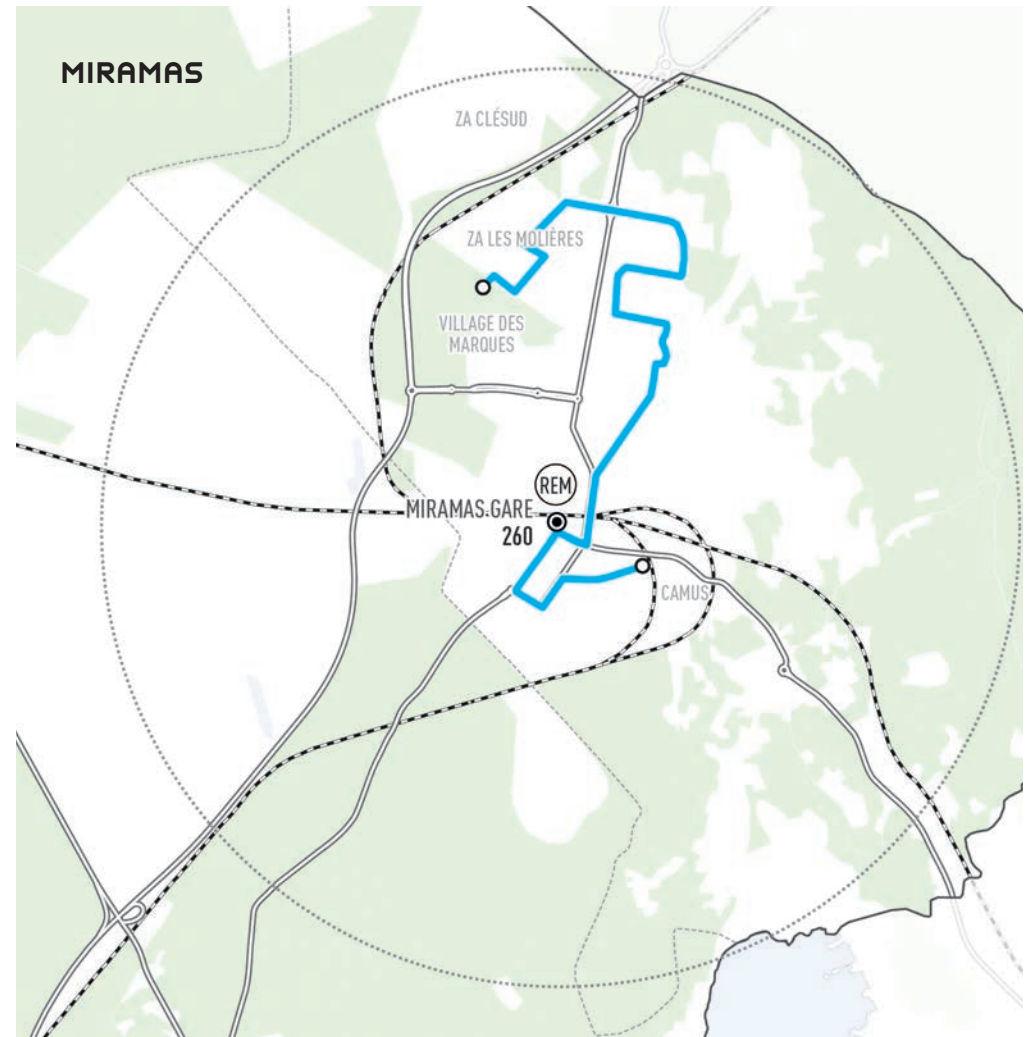 MIRAMAS
ZA CLÉSUD
ZA LES MOLIÈRES
VILLAGE DES
MARQUES
REM
MIRAMAS GARE
260
CAMUS